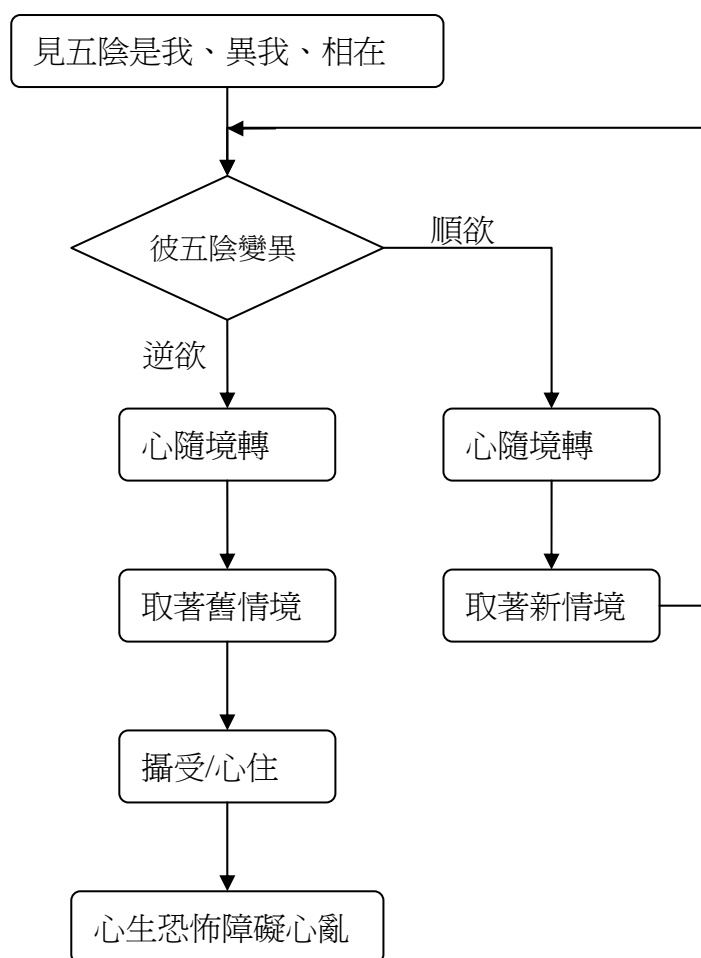 見五陰是我、異我、相在
彼五陰變異
順欲
逆欲
心隨境轉
心隨境轉
取著舊情境
取著新情境
攝受/心住
心生恐怖障礙心亂